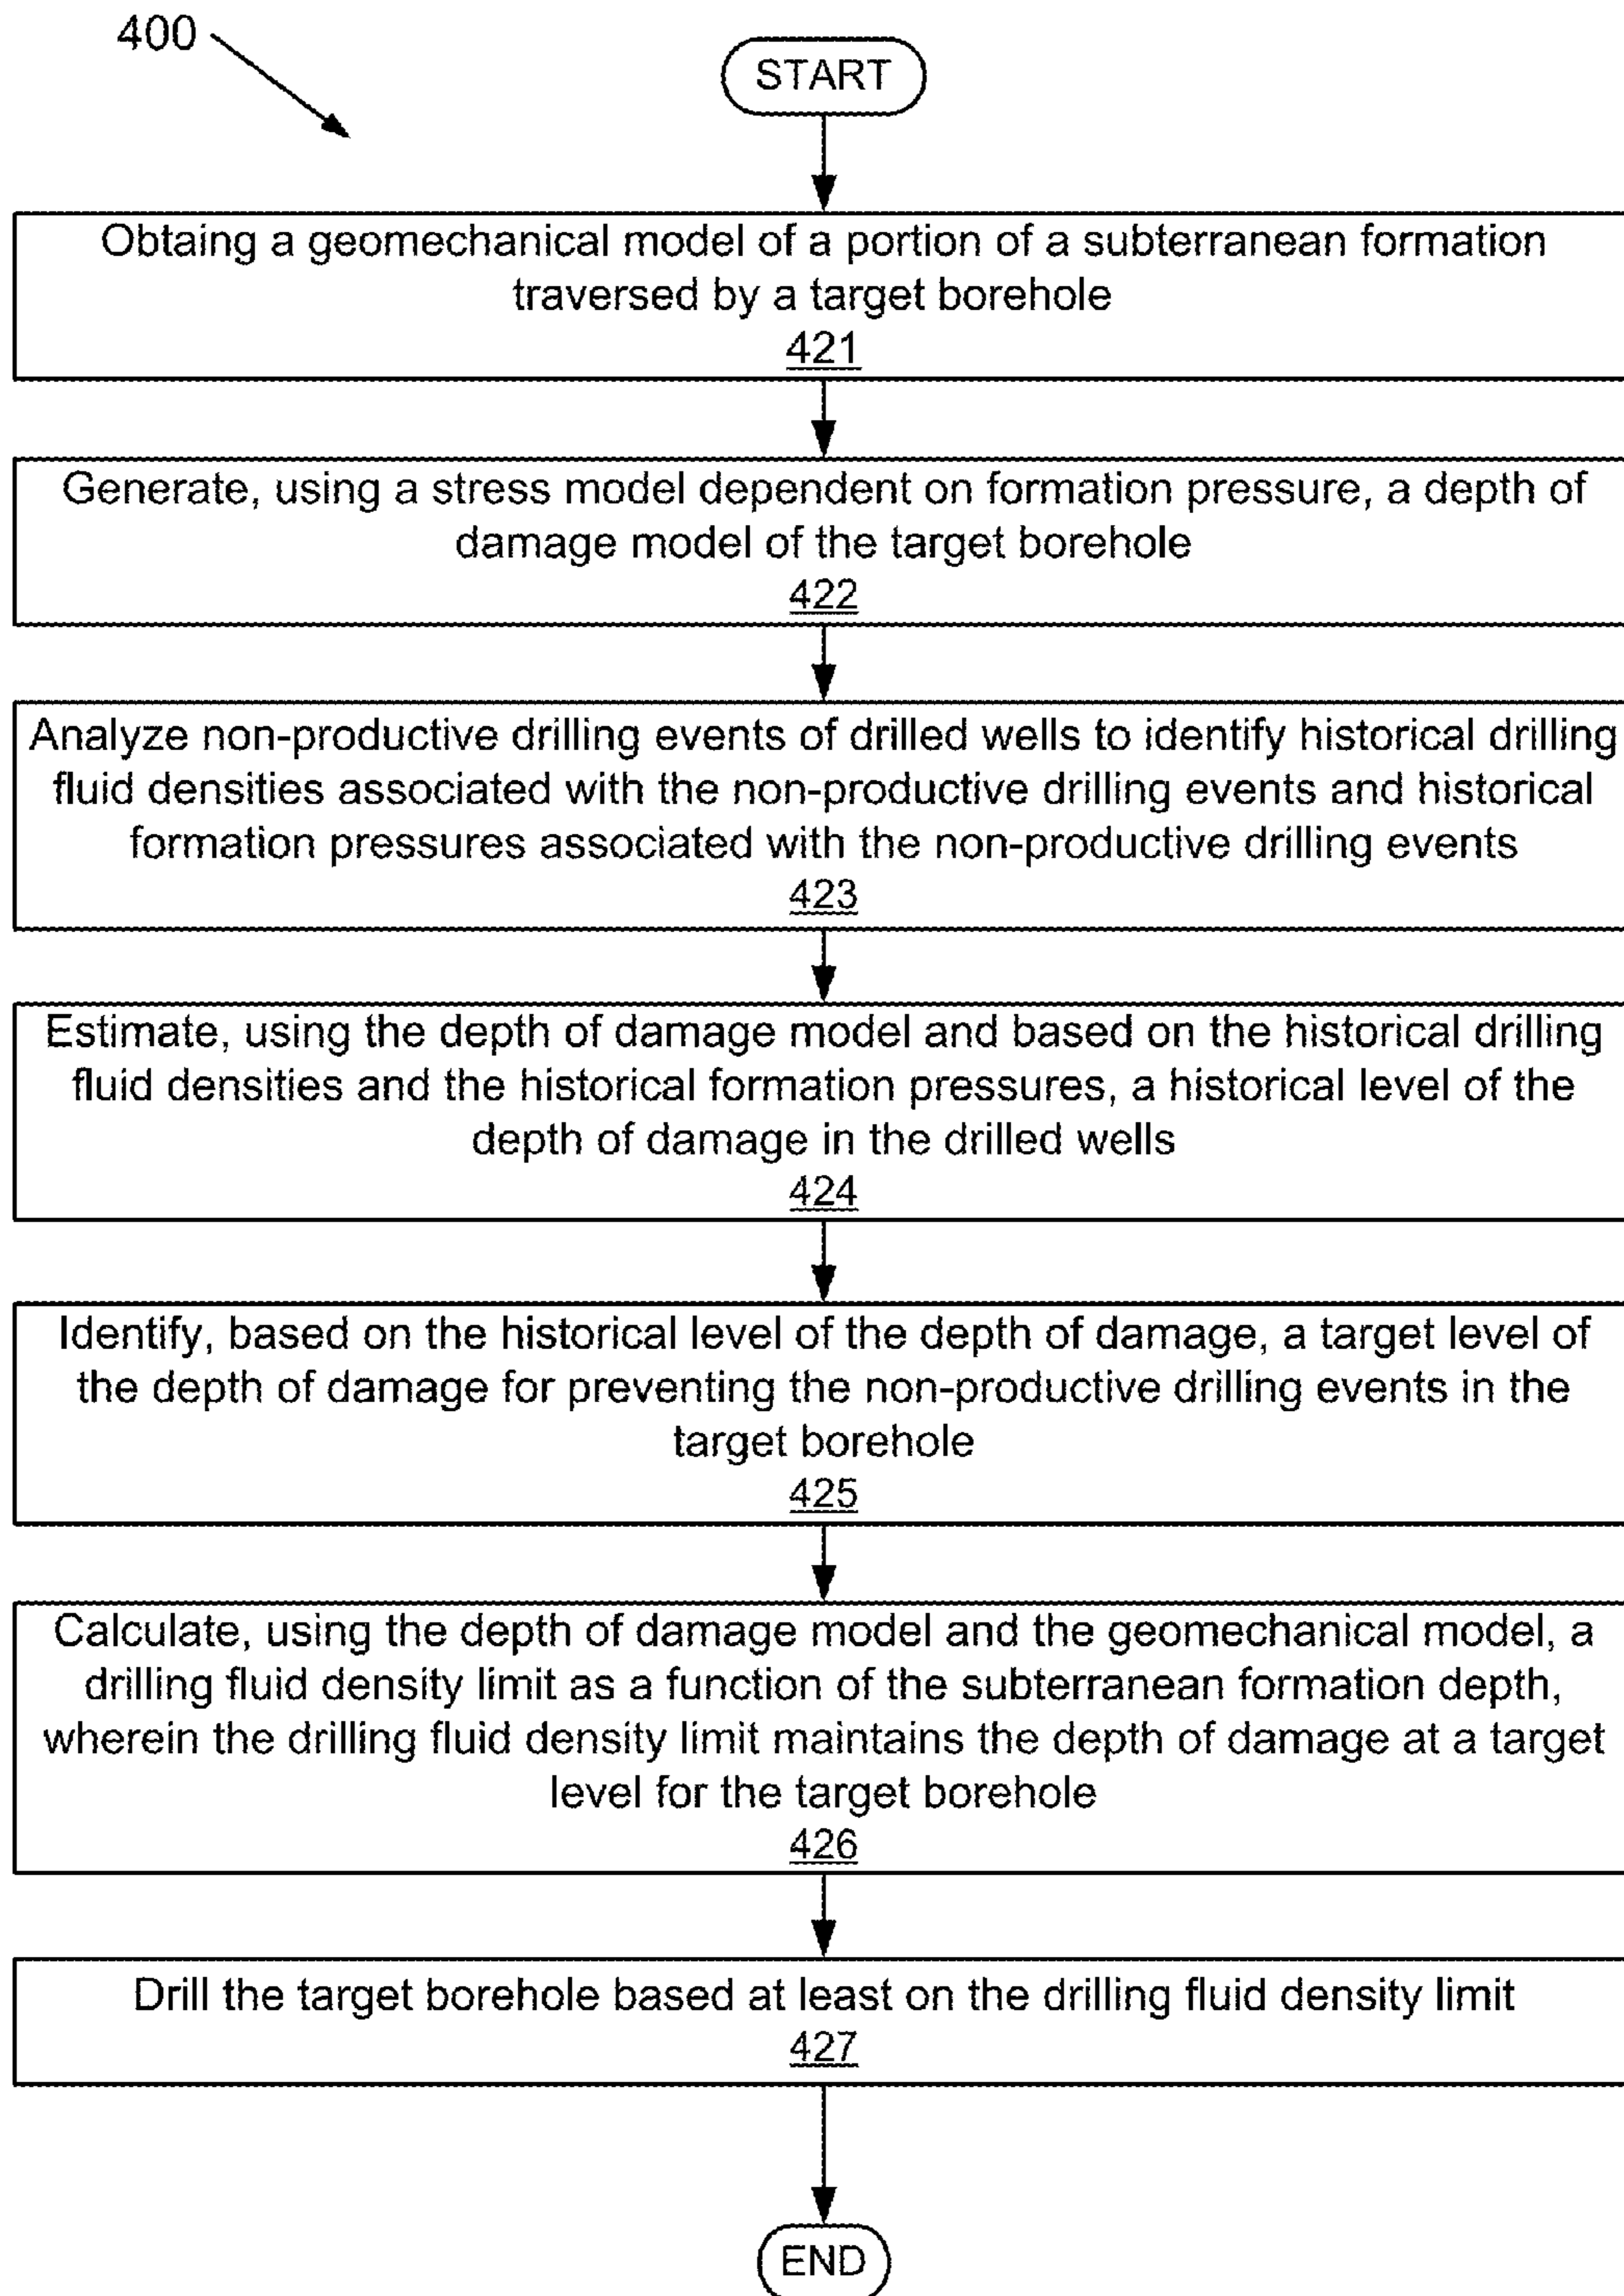 400
START
Obtaing a geomechanical model of a portion of a subterranean formation
traversed by a target borehole
421
Generate, using a stress model dependent on formation pressure, a depth of
damage model of the target borehole
422
Analyze non-productive drilling events of drilled wells to identify historical drilling
fluid densities associated with the non-productive drilling events and historical
formation pressures associated with the non-productive drilling events
423
Estimate, using the depth of damage model and based on the historical drilling
fluid densities and the historical formation pressures, a historical level of the
depth of damage in the drilled wells
424
Identify, based on the historical level of the depth of damage, a target level of
the depth of damage for preventing the non-productive drilling events in the
target borehole
425
Calculate, using the depth of damage model and the geomechanical model, a
drilling fluid density limit as a function of the subterranean formation depth,
wherein the drilling fluid density limit maintains the depth of damage at a target
level for the target borehole
426
Drill the target borehole based at least on the drilling fluid density limit
427
END